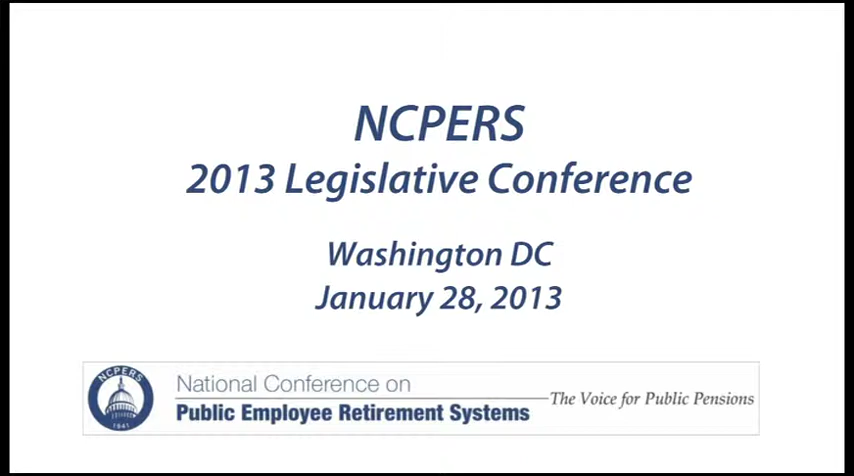 NCPERS
2013 Legislative Conference
Washington DC
January 28, 2013
NCPERS
1941
National Conference on
Public Employee Retirement Systems
The Voice for Public Pensions